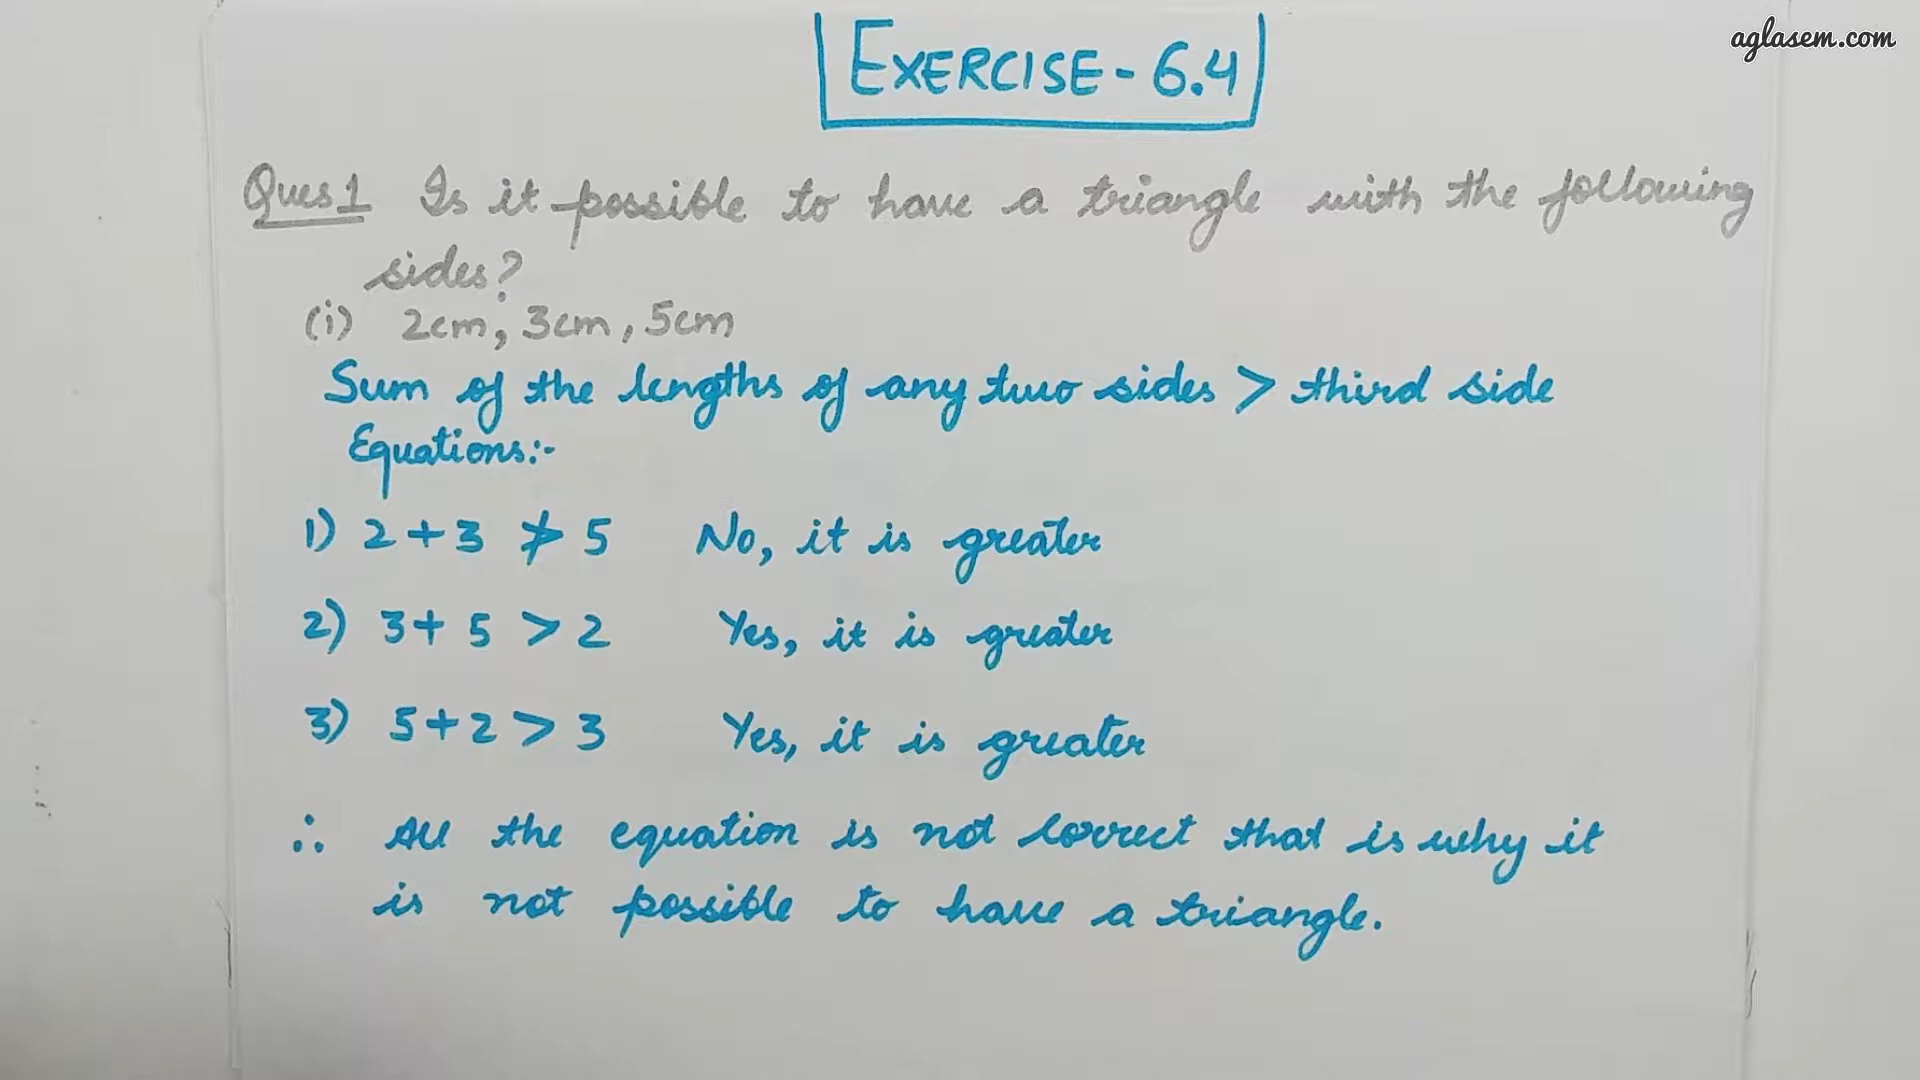 aglasem.com
EXERCISE - 6.4
Ques 1 Is it possible to have a triangle with the following
sides?
(i) 2cm, 3cm, 5cm
Sum of the lengths of any two sides > third side
Equations:-
1) 2 + 3 ≯ 5 No, it is greater
2) 3 + 5 > 2 Yes, it is greater
3) 5 + 2 > 3 Yes, it is greater
∴ All the equation is not correct that is why it
is not possible to have a triangle.